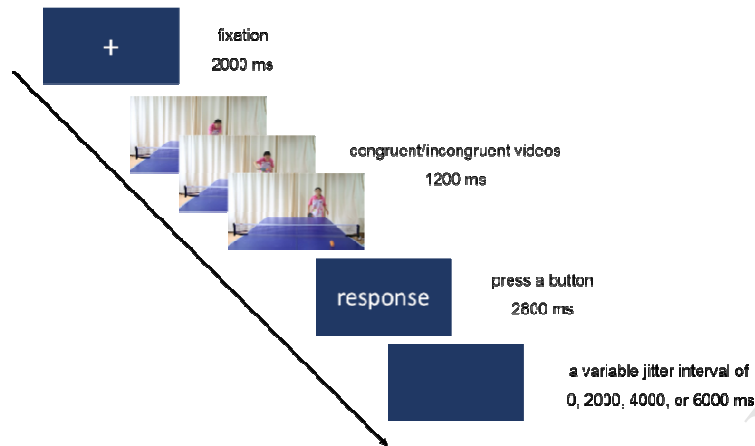 +
fixation
2000 ms
congruent/incongruent videos
1200 ms
response
press a button
2800 ms
a variable jitter interval of
0, 2000, 4000, or 6000 ms